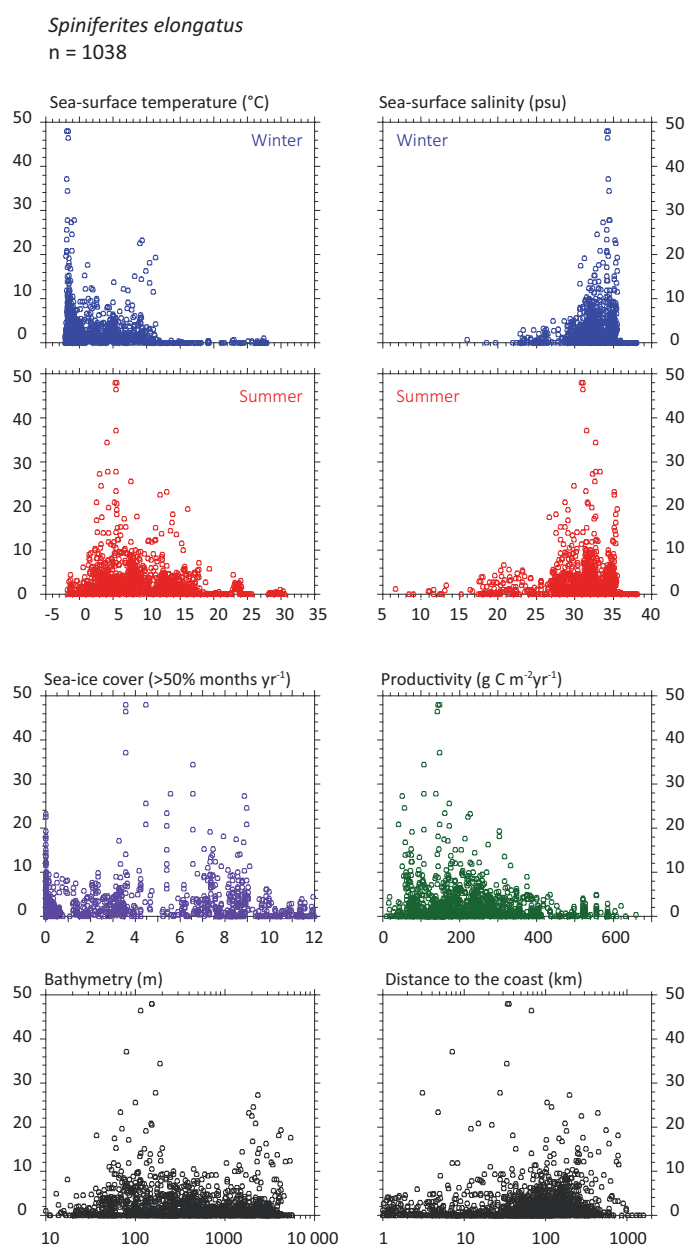 Spiniferites elongatus
n = 1038
Sea-surface temperature (°C)
Sea-surface salinity (psu)
50
40
30
20
10
0
Winter
Winter
50
40
30
20
10
0
50
40
30
20
10
0
Summer
Summer
50
40
30
20
10
0
-5 0 5 10 15 20 25 30 35
5 10 15 20 25 30 35 40
Sea-ice cover (>50% months yr⁻¹)
Productivity (g C m⁻²yr⁻¹)
50
40
30
20
10
0
50
40
30
20
10
0
0 2 4 6 8 10 12
0 200 400 600
Bathymetry (m)
Distance to the coast (km)
50
40
30
20
10
0
50
40
30
20
10
0
10 100 1000 10 000
1 10 100 1000